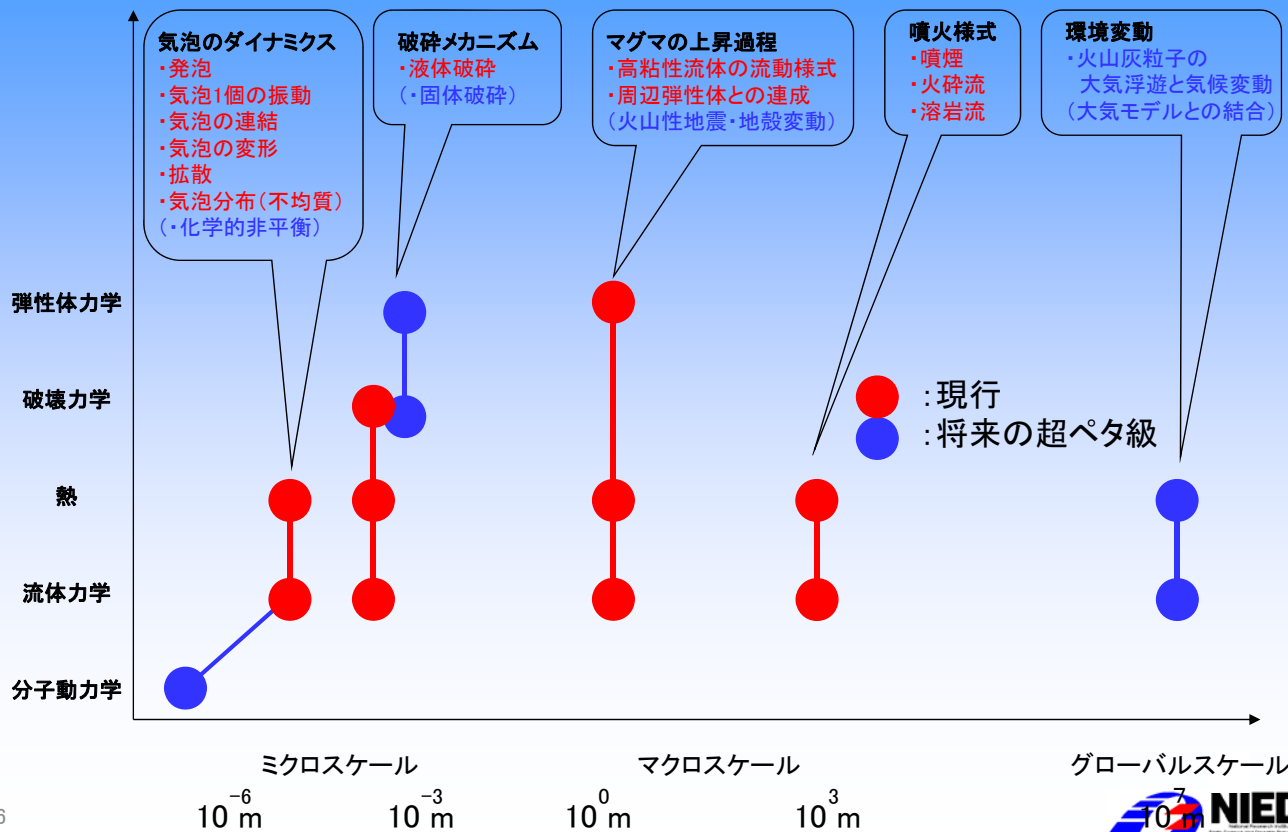 気泡のダイナミクス
・発泡
・気泡1個の振動
・気泡の連結
・気泡の変形
・拡散
・気泡分布(不均質)
(・化学的非平衡)
破砕メカニズム
・液体破砕
(・固体破砕)
マグマの上昇過程
・高粘性流体の流動様式
・周辺弾性体との連成
(火山性地震・地殻変動)
噴火様式
・噴煙
・火砕流
・溶岩流
環境変動
・火山灰粒子の
大気浮遊と気候変動
(大気モデルとの結合)
弾性体力学
破壊力学
熱
流体力学
分子動力学
:現行
:将来の超ペタ級
ミクロスケール
マクロスケール
グローバルスケール
10⁻⁶ m
10⁻³ m
10⁰ m
10³ m
10⁷ m
NIED
6